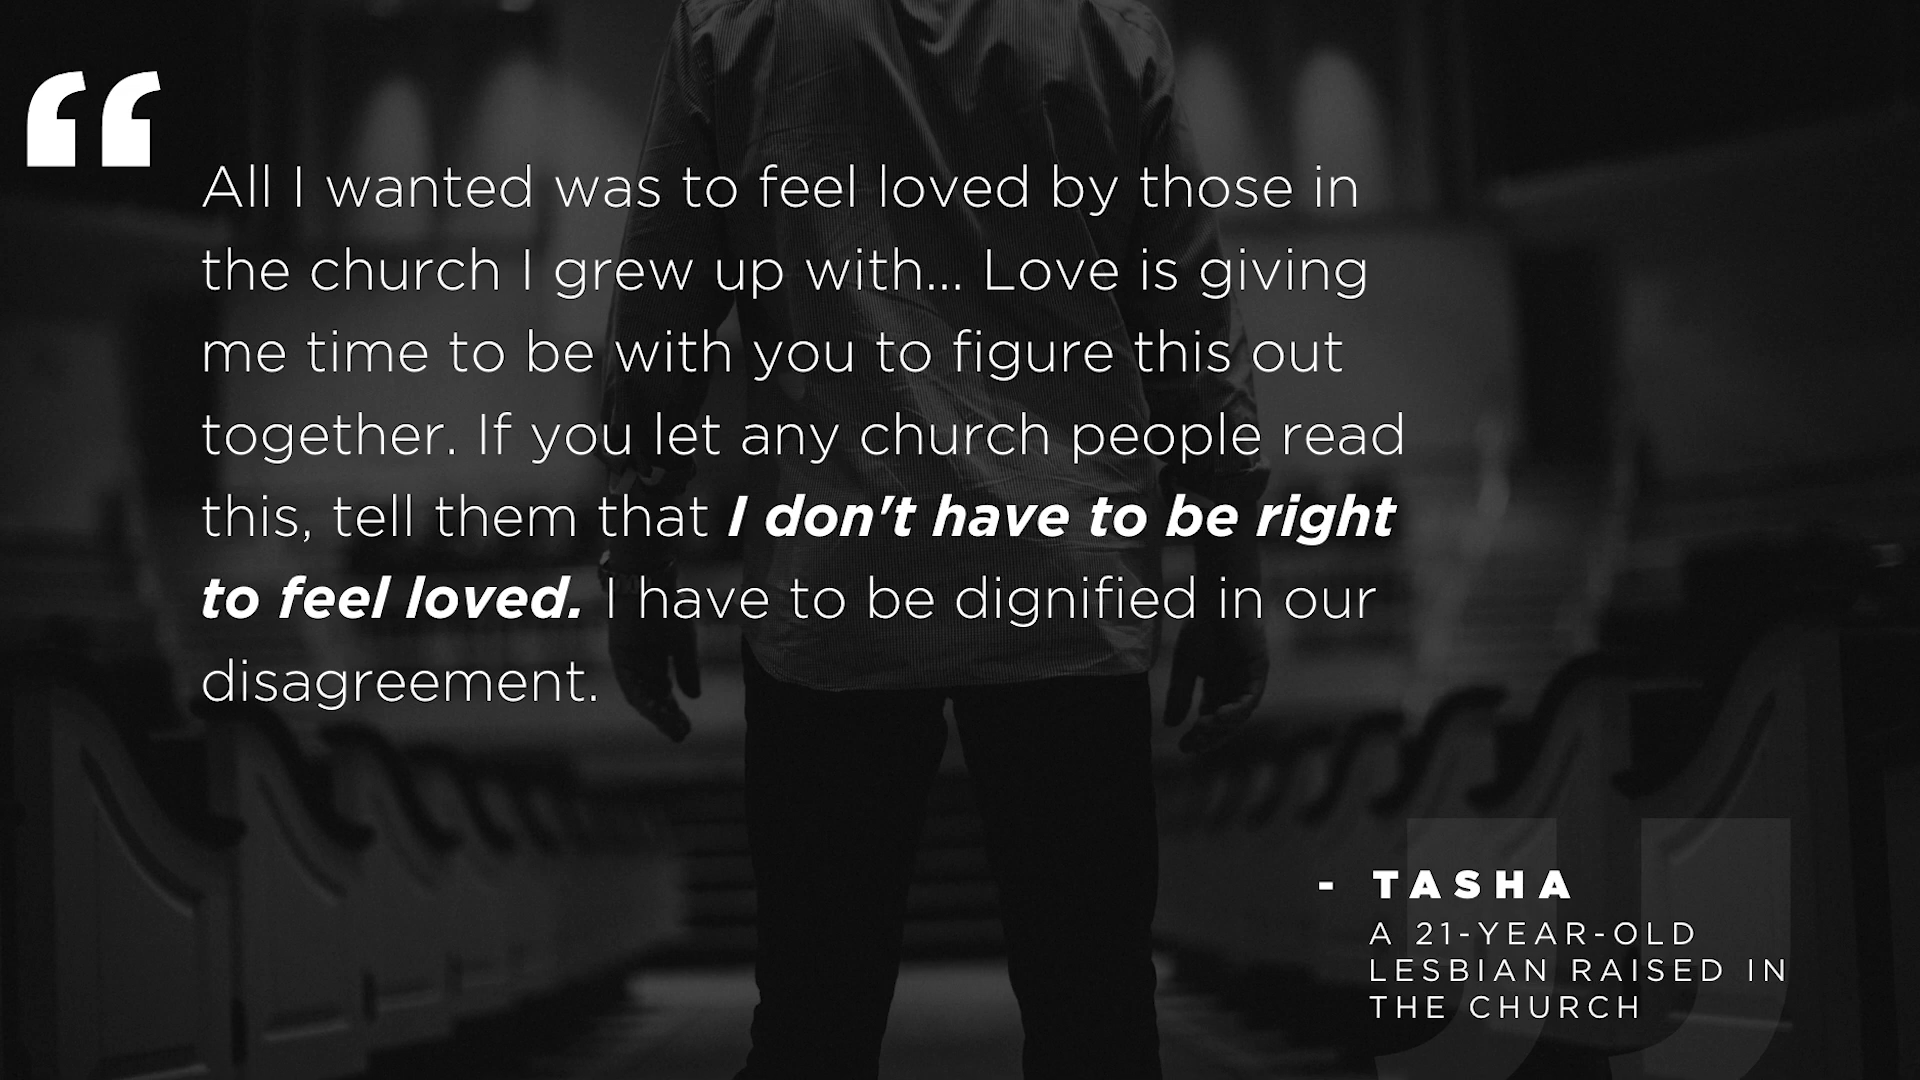 “
All I wanted was to feel loved by those in
the church I grew up with... Love is giving
me time to be with you to figure this out
together. If you let any church people read
this, tell them that I don't have to be right
to feel loved. I have to be dignified in our
disagreement.
- TASHA
A 21-YEAR-OLD
LESBIAN RAISED IN
THE CHURCH
”